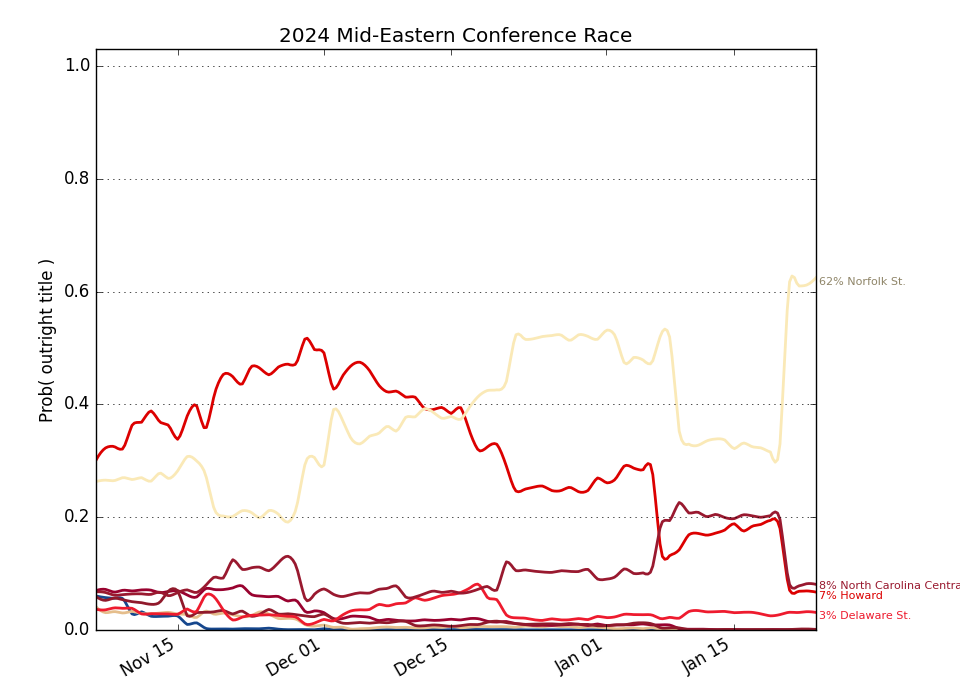 2024 Mid-Eastern Conference Race
1.0
0.8
0.6
0.4
0.2
0.0
Prob( outright title )
62% Norfolk St.
8% North Carolina Centra
7% Howard
3% Delaware St.
Nov 15
Dec 01
Dec 15
Jan 01
Jan 15